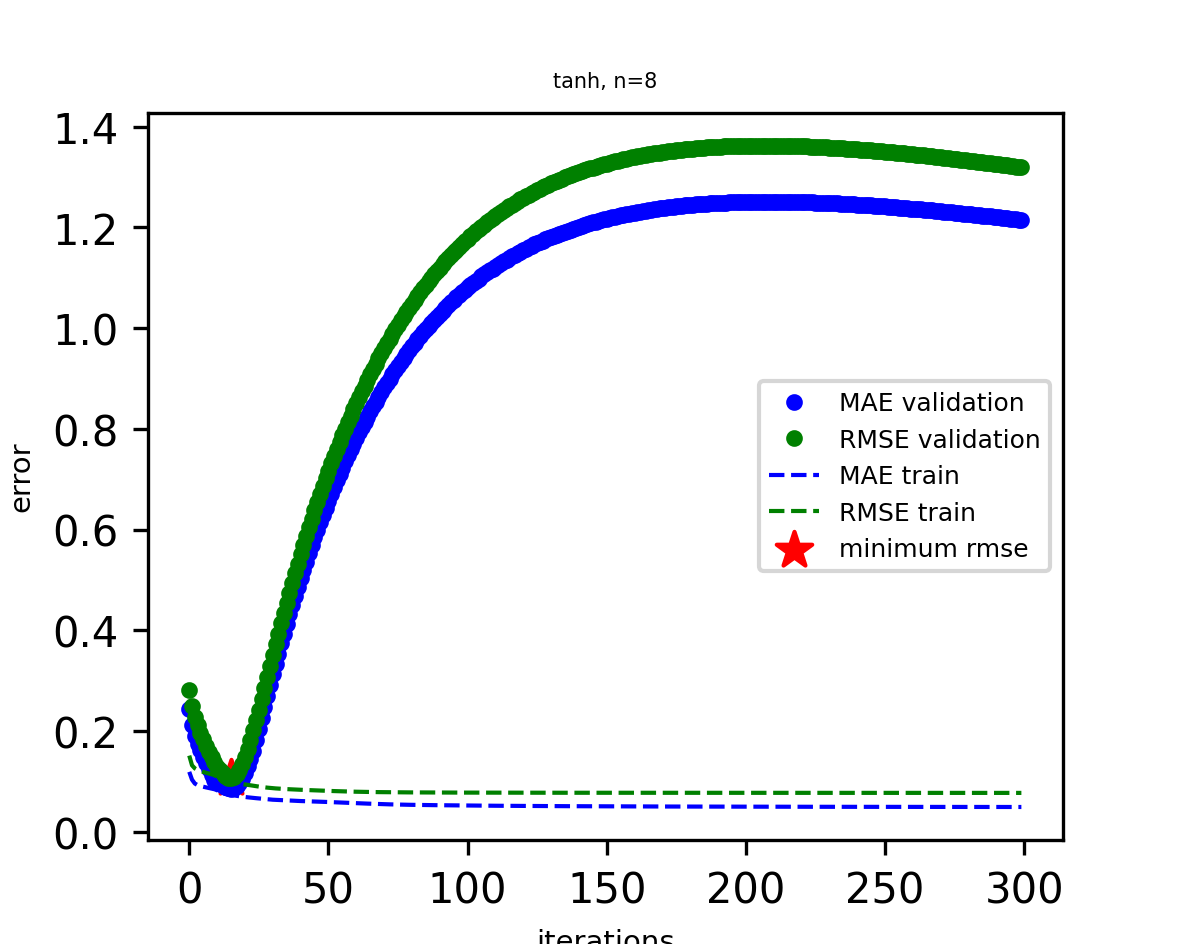 tanh, n=8
error
1.4
1.2
1.0
0.8
0.6
0.4
0.2
0.0
MAE validation
RMSE validation
MAE train
RMSE train
minimum rmse
0 50 100 150 200 250 300
iterations